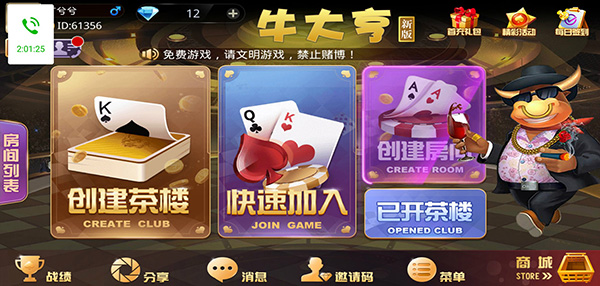 兮兮
12
ID:61356
2:01:25
牛大亨
新版
首充礼包
精彩活动
每日签到
免费游戏，请文明游戏，禁止赌博！
房间列表
K
创建茶楼
CREATE CLUB
Q
K
快速加入
JOIN GAME
A
A
创建房间
CREATE ROOM
已开茶楼
OPENED CLUB
战绩
分享
消息
邀请码
菜单
商城
STORE >